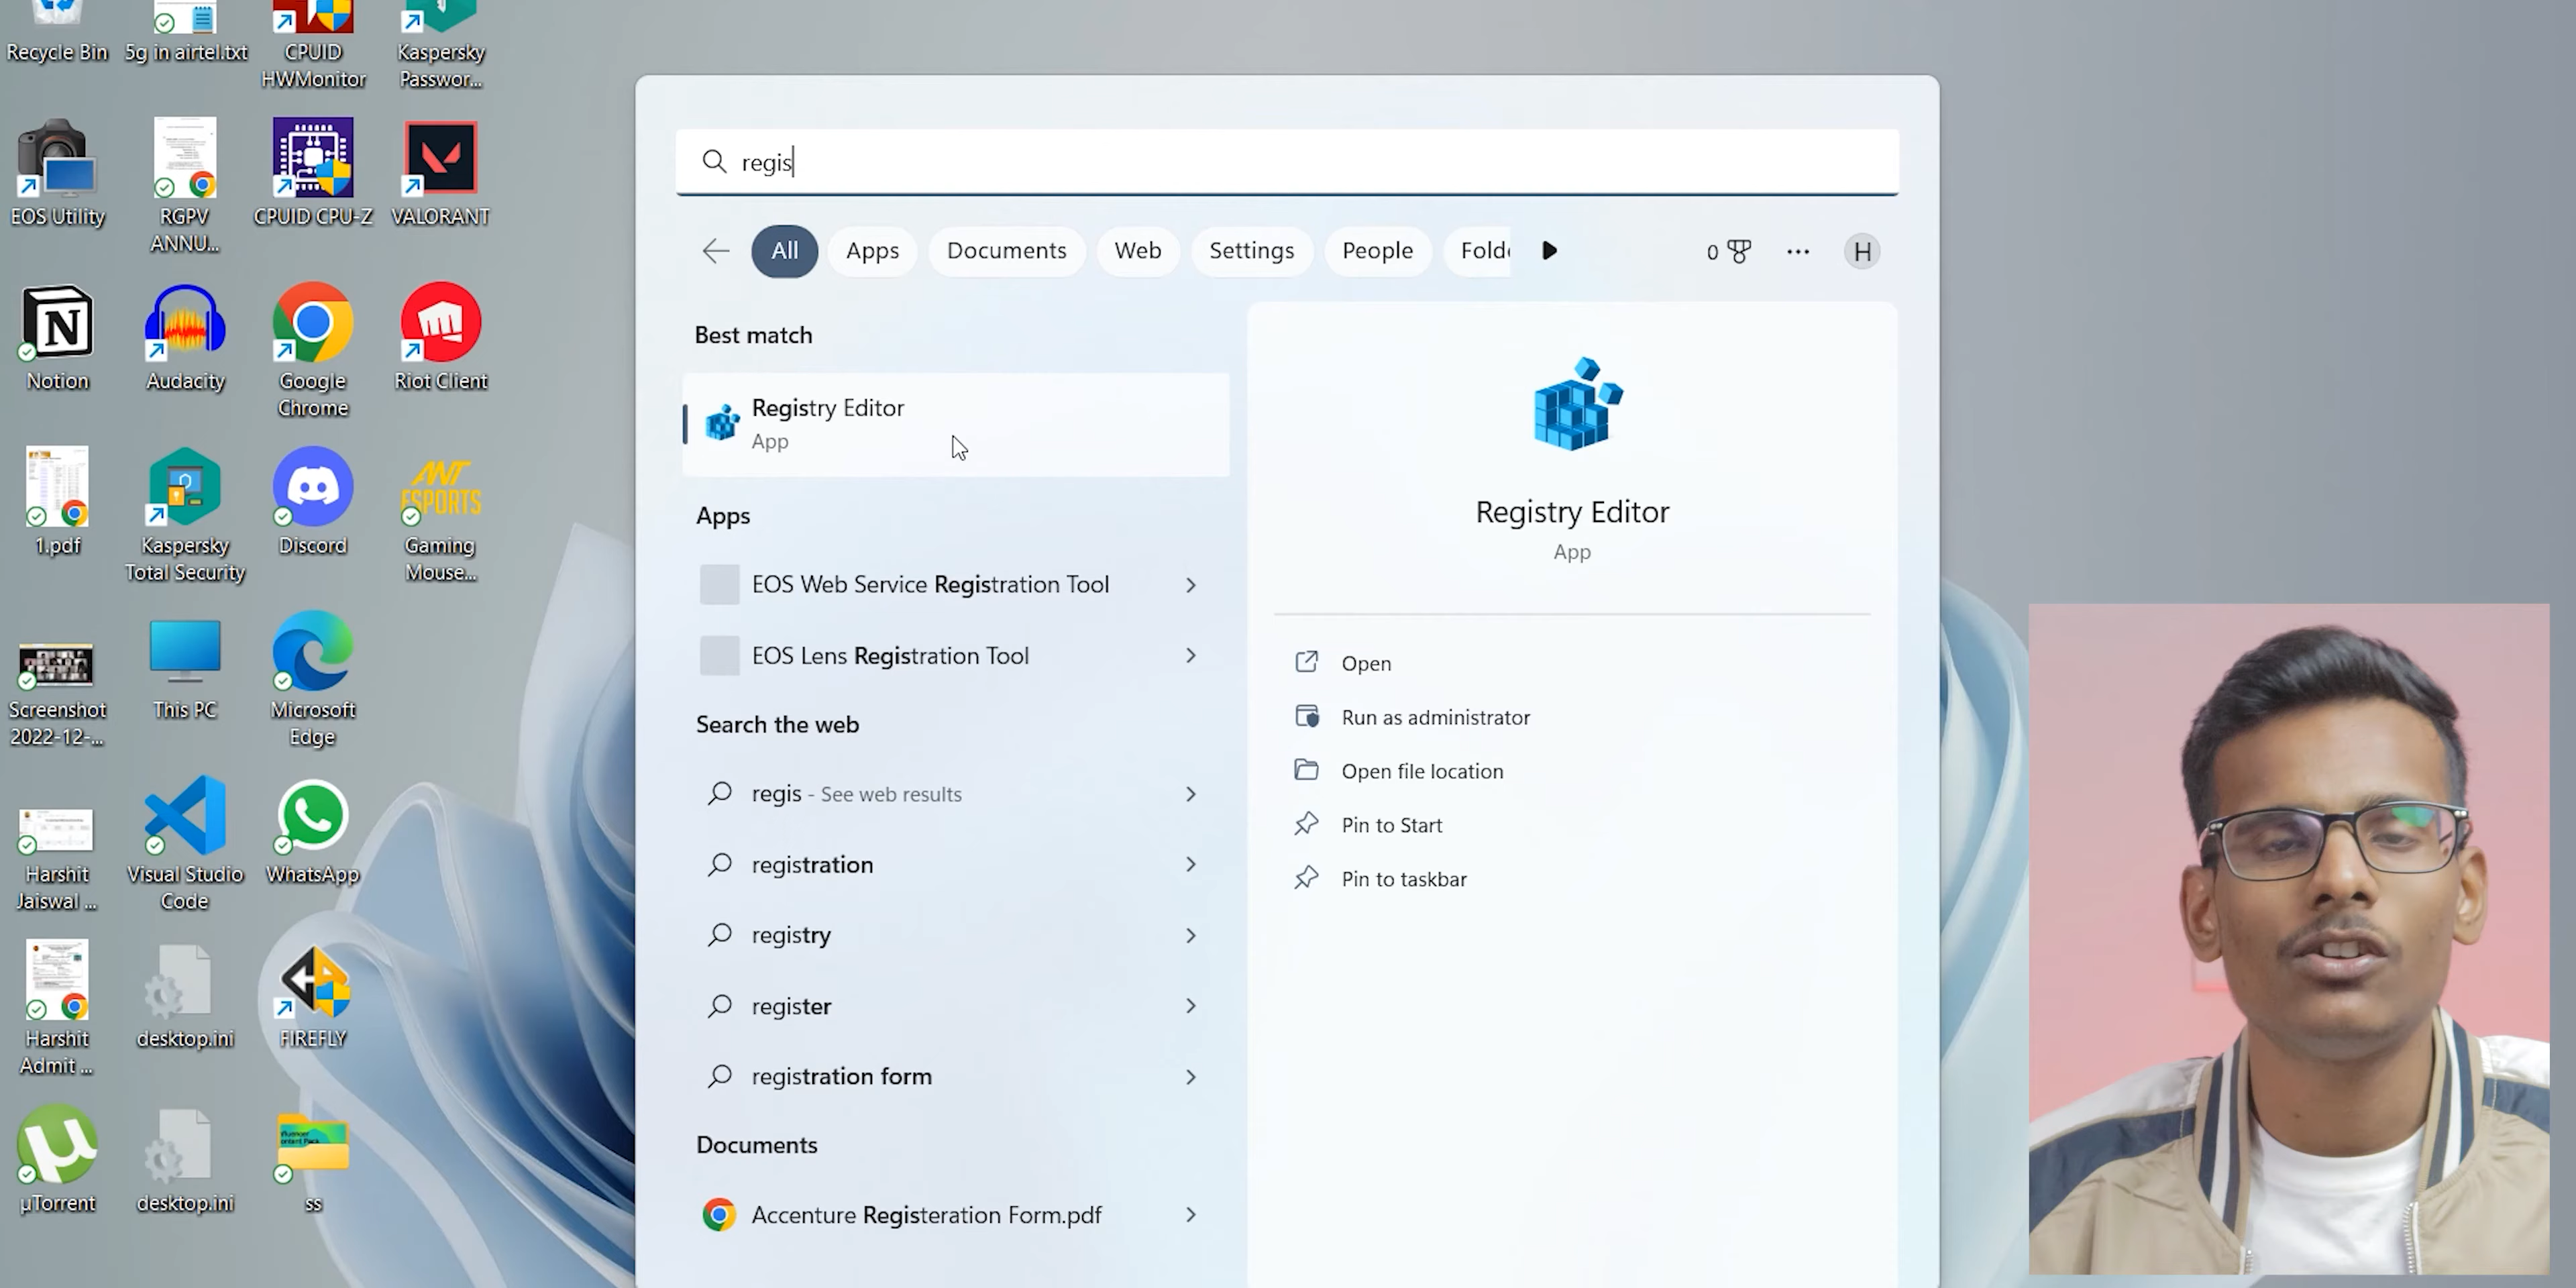 Recycle Bin
5g in airtel.txt
CPUID
HWMonitor
Kaspersky
Passwor...
EOS Utility
RGPV
ANNU...
CPUID CPU-Z
VALORANT
Notion
Audacity
Google
Chrome
Riot Client
1.pdf
Kaspersky
Total Security
Discord
ANT
ESPORTS
Gaming
Mouse...
Screenshot
2022-12-...
This PC
Microsoft
Edge
Harshit
Jaiswal ...
Visual Studio
Code
WhatsApp
Harshit
Admit ...
desktop.ini
FIREFLY
µTorrent
desktop.ini
ss
regis
All
Apps
Documents
Web
Settings
People
Folde
0
H
Best match
Registry Editor
App
Apps
EOS Web Service Registration Tool
EOS Lens Registration Tool
Search the web
regis - See web results
registration
registry
register
registration form
Documents
Accenture Registeration Form.pdf
Registry Editor
App
Open
Run as administrator
Open file location
Pin to Start
Pin to taskbar